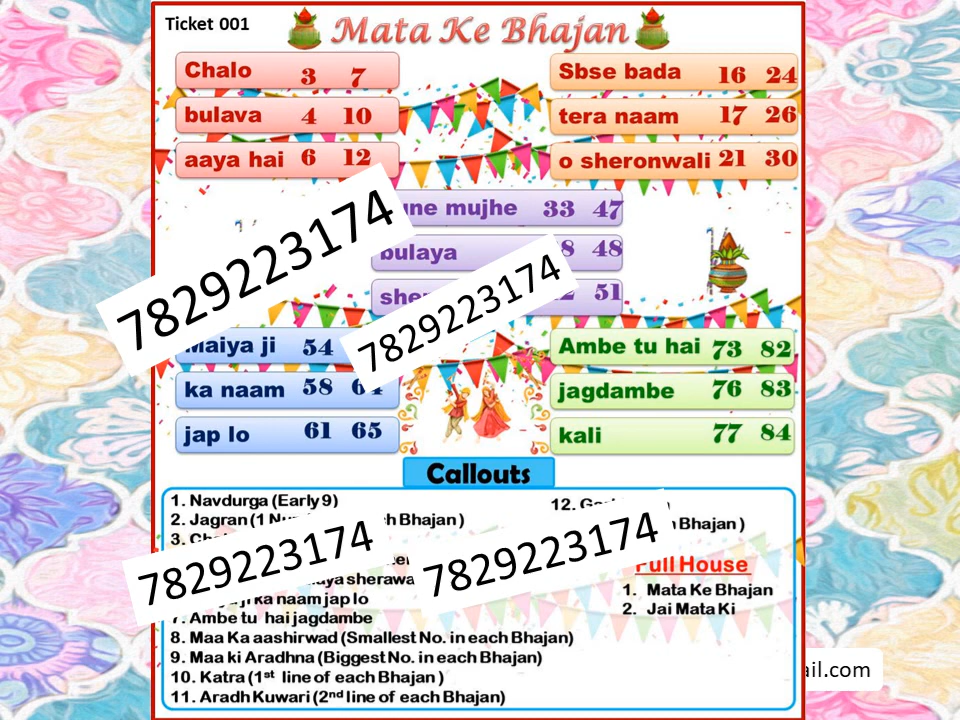 Ticket 001
Mata Ke Bhajan
Chalo 3 7
bulava 4 10
aaya hai 6 12
Sbse bada 16 24
tera naam 17 26
o sheronwali 21 30
mujhe 33 47
bulaya 48
51
Maiya ji 54
ka naam 58 64
jap lo 61 65
Ambe tu hai 73 82
jagdambe 76 83
kali 77 84
7829223174
7829223174
Callouts
1. Navdurga (Early 9)
2. Jagran (1 Bhajan )
3.
ka naam jap lo
7. Ambe tu hai jagdambe
8. Maa Ka aashirwad (Smallest No. in each Bhajan)
9. Maa ki Aradhna (Biggest No. in each Bhajan)
10. Katra (1st line of each Bhajan )
11. Aradh Kuwari (2nd line of each Bhajan)
12.
Bhajan )
Full House
1. Mata Ke Bhajan
2. Jai Mata Ki
7829223174
7829223174
ail.com